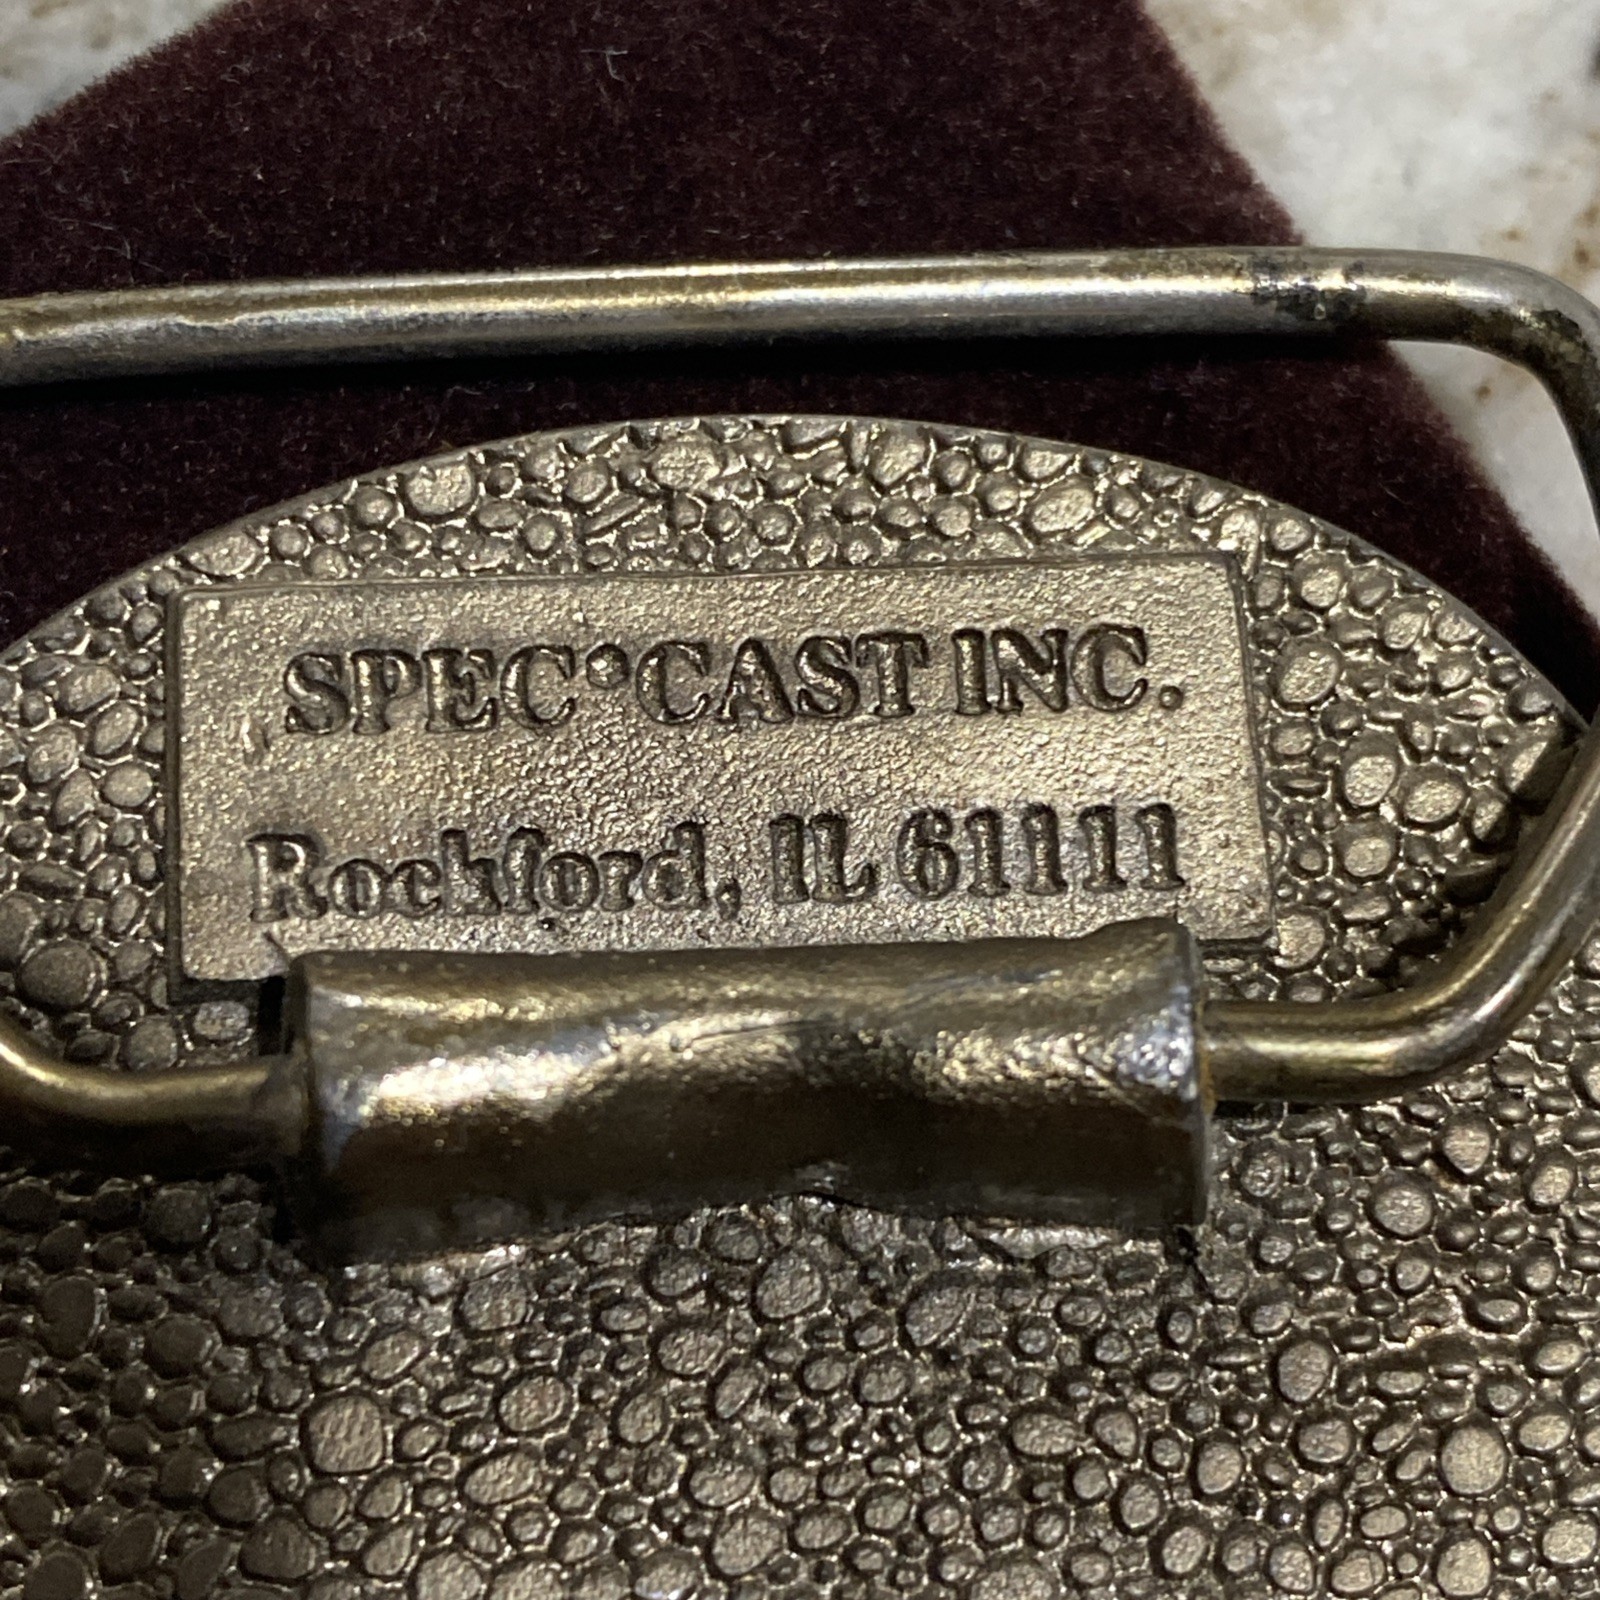 SPEC•CAST INC.
Rockford, IL 61111